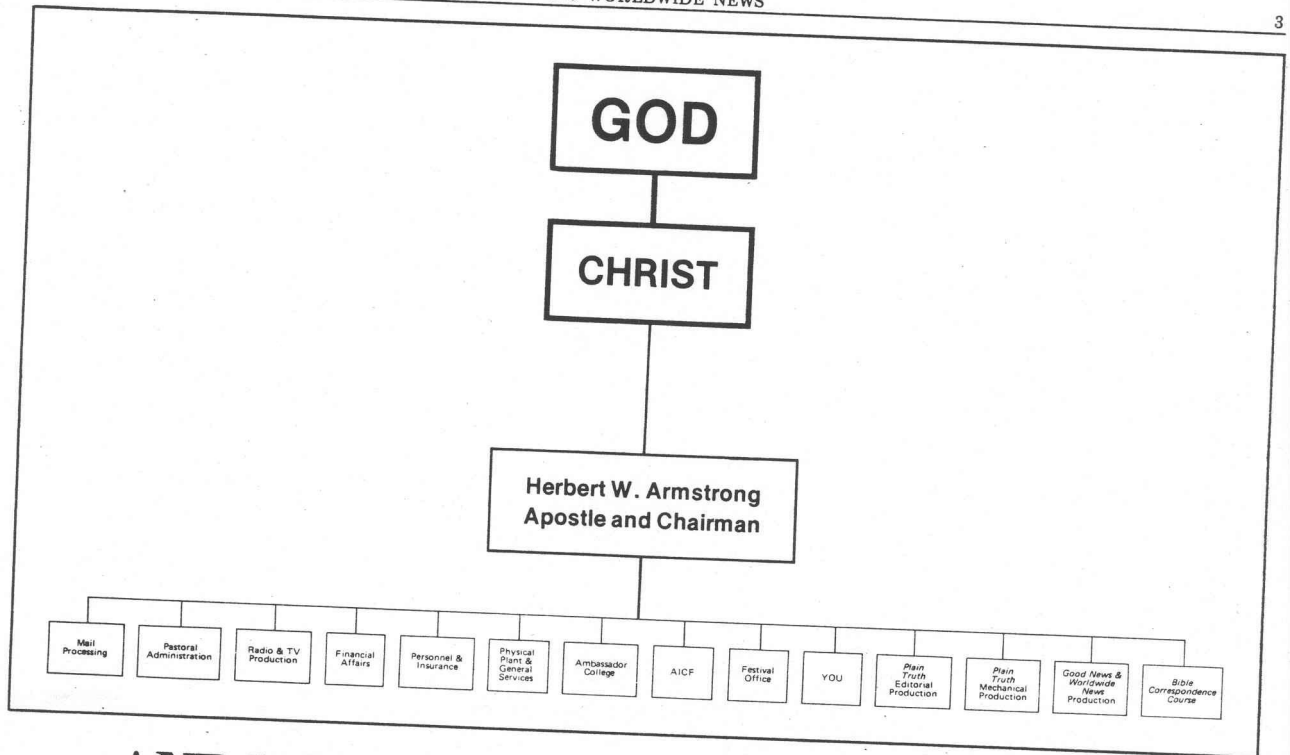 WORLDWIDE NEWS
3
GOD
CHRIST
Herbert W. Armstrong
Apostle and Chairman
Mail
Processing
Pastoral
Administration
Radio & TV
Production
Financial
Affairs
Personnel &
Insurance
Physical
Plant &
General
Services
Ambassador
College
AICF
Festival
Office
YOU
Plain
Truth
Editorial
Production
Plain
Truth
Mechanical
Production
Good News &
Worldwide
News
Production
Bible
Correspondence
Course